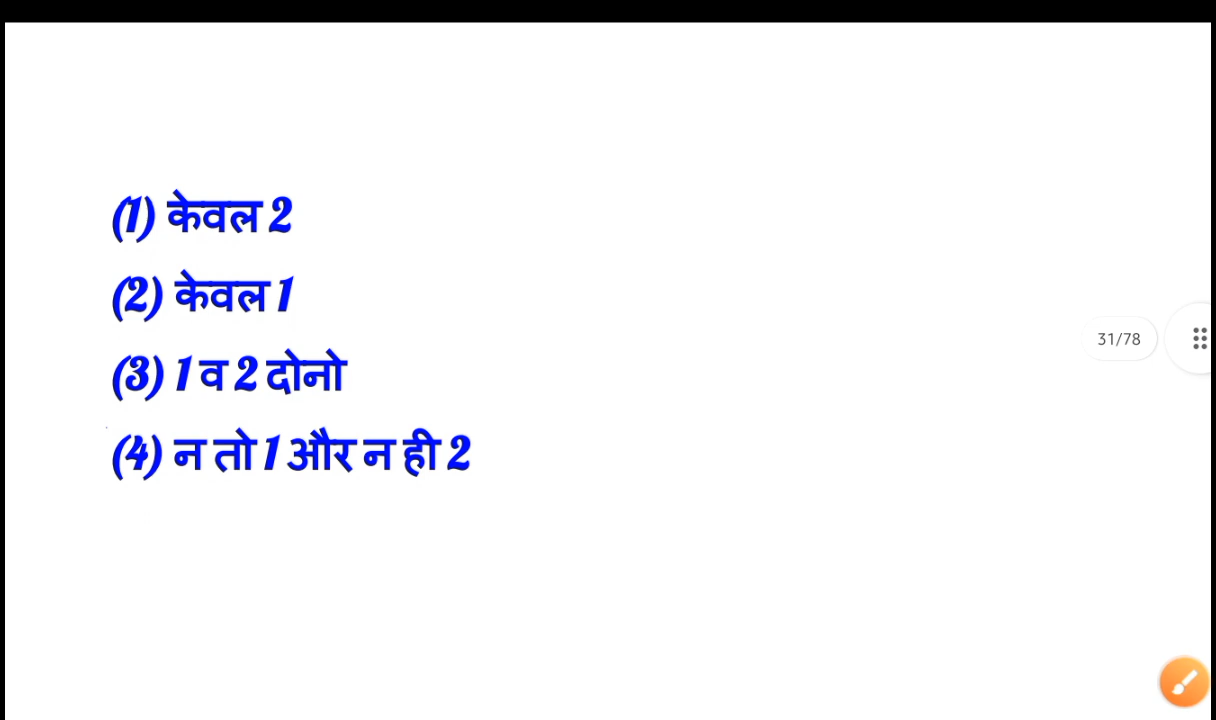 (1) केवल 2
(2) केवल 1
(3) 1 व 2 दोनो
(4) न तो 1 और न ही 2
31/78